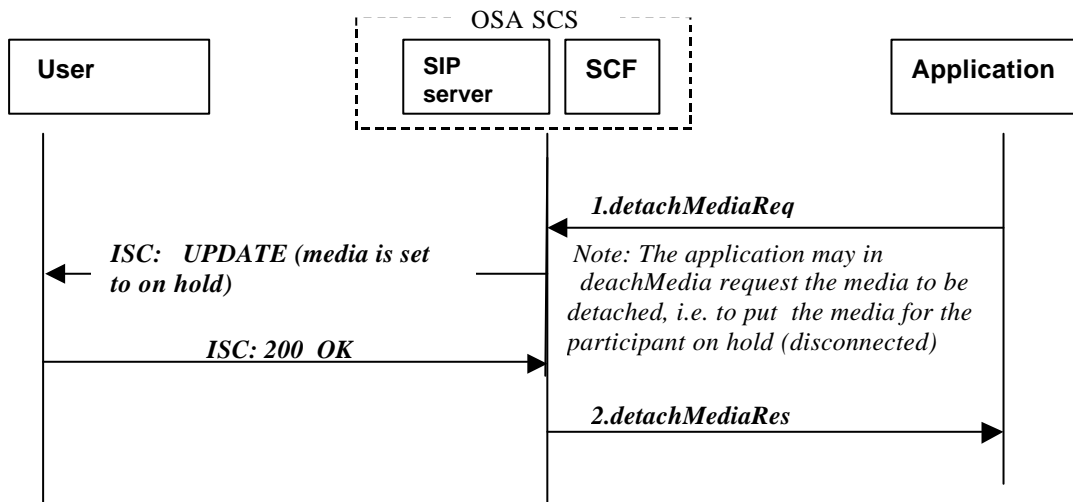 OSA SCS
User
SIP
server
SCF
Application
1.detachMediaReq
ISC: UPDATE (media is set
to on hold)
Note: The application may in
deachMedia request the media to be
detached, i.e. to put the media for the
participant on hold (disconnected)
ISC: 200 OK
2.detachMediaRes